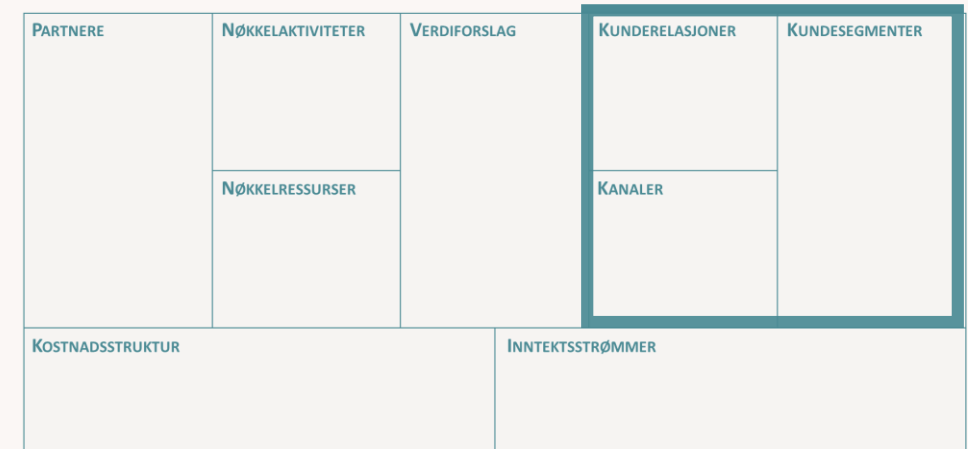 PARTNERE
NØKKELAKTIVITETER
VERDIFORSLAG
KUNDERELASJONER
KUNDESEGMENTER
NØKKELRESSURSER
KANALER
KOSTNADSSTRUKTUR
INNTEKTSSTRØMMER